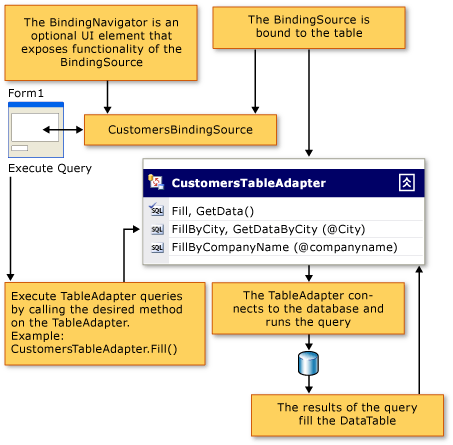 The BindingNavigator is an
optional UI element that
exposes functionality of the
BindingSource
The BindingSource is
bound to the table
Form1
CustomersBindingSource
Execute Query
CustomersTableAdapter
SQL Fill, GetData()
SQL FillByCity, GetDataByCity (@City)
SQL FillByCompanyName (@companyname)
Execute TableAdapter queries
by calling the desired method
on the TableAdapter.
Example:
CustomersTableAdapter.Fill()
The TableAdapter con-
nects to the database and
runs the query
The results of the query
fill the DataTable